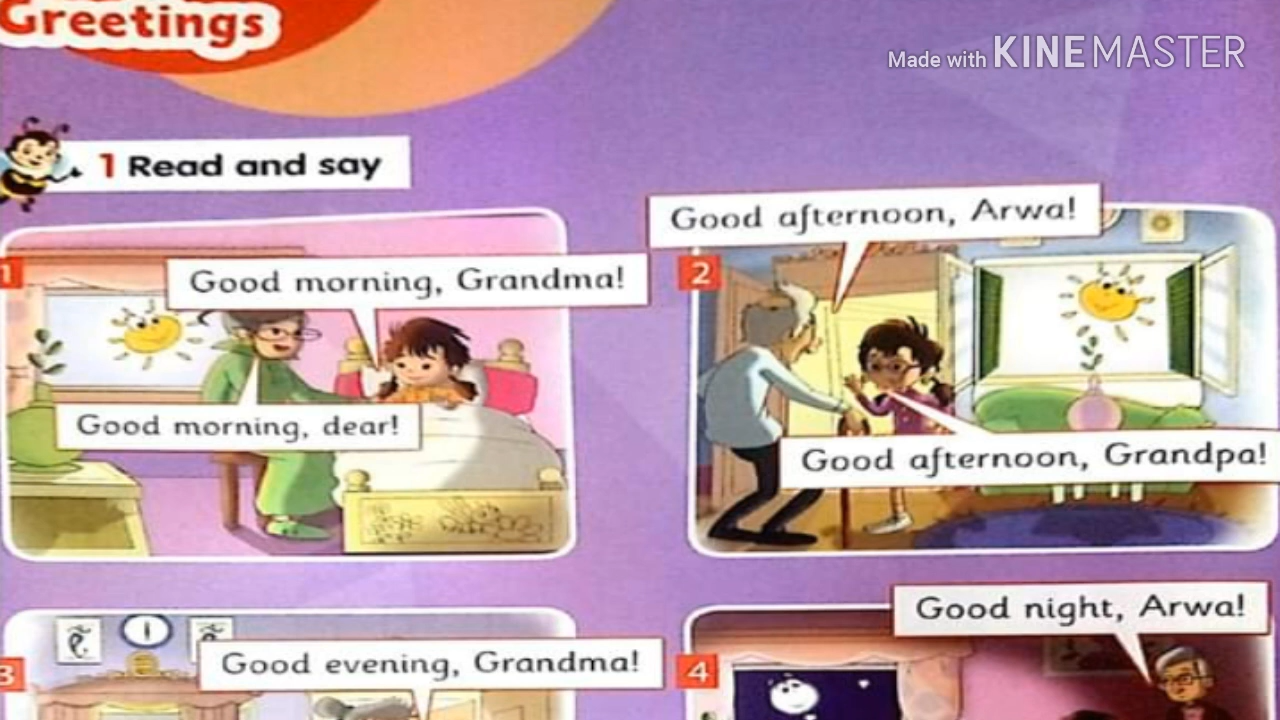 Greetings
Made with KINEMASTER
1 Read and say
1
Good morning, Grandma!
Good morning, dear!
2
Good afternoon, Arwa!
Good afternoon, Grandpa!
3
Good evening, Grandma!
4
Good night, Arwa!